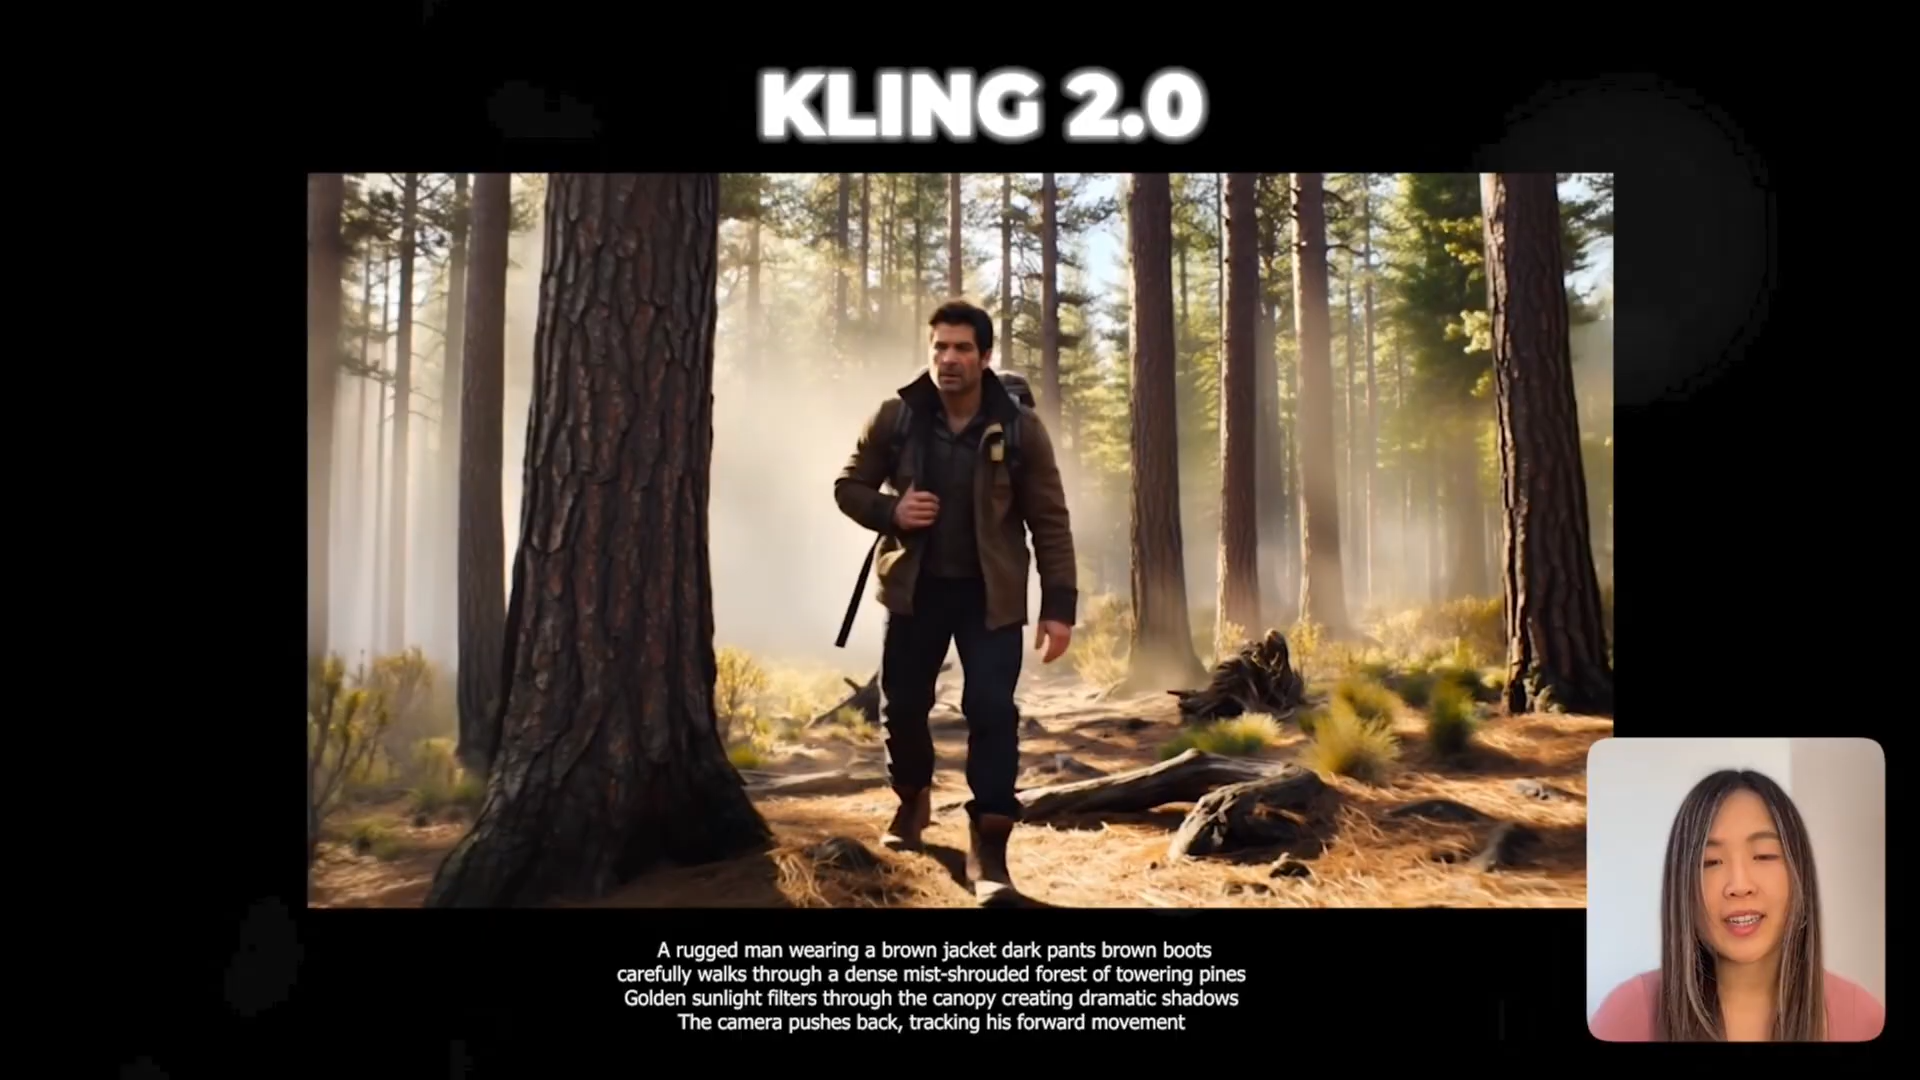 KLING 2.0
A rugged man wearing a brown jacket dark pants brown boots
carefully walks through a dense mist-shrouded forest of towering pines
Golden sunlight filters through the canopy creating dramatic shadows
The camera pushes back, tracking his forward movement